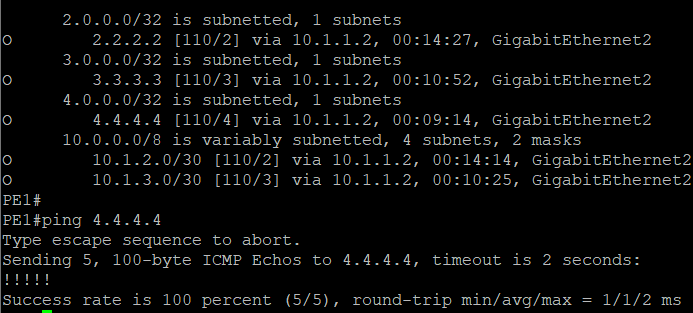 2.0.0.0/32 is subnetted, 1 subnets
O        2.2.2.2 [110/2] via 10.1.1.2, 00:14:27, GigabitEthernet2
      3.0.0.0/32 is subnetted, 1 subnets
O        3.3.3.3 [110/3] via 10.1.1.2, 00:10:52, GigabitEthernet2
      4.0.0.0/32 is subnetted, 1 subnets
O        4.4.4.4 [110/4] via 10.1.1.2, 00:09:14, GigabitEthernet2
      10.0.0.0/8 is variably subnetted, 4 subnets, 2 masks
O        10.1.2.0/30 [110/2] via 10.1.1.2, 00:14:14, GigabitEthernet2
O        10.1.3.0/30 [110/3] via 10.1.1.2, 00:10:25, GigabitEthernet2
PE1#
PE1#ping 4.4.4.4
Type escape sequence to abort.
Sending 5, 100-byte ICMP Echos to 4.4.4.4, timeout is 2 seconds:
!!!!!
Success rate is 100 percent (5/5), round-trip min/avg/max = 1/1/2 ms